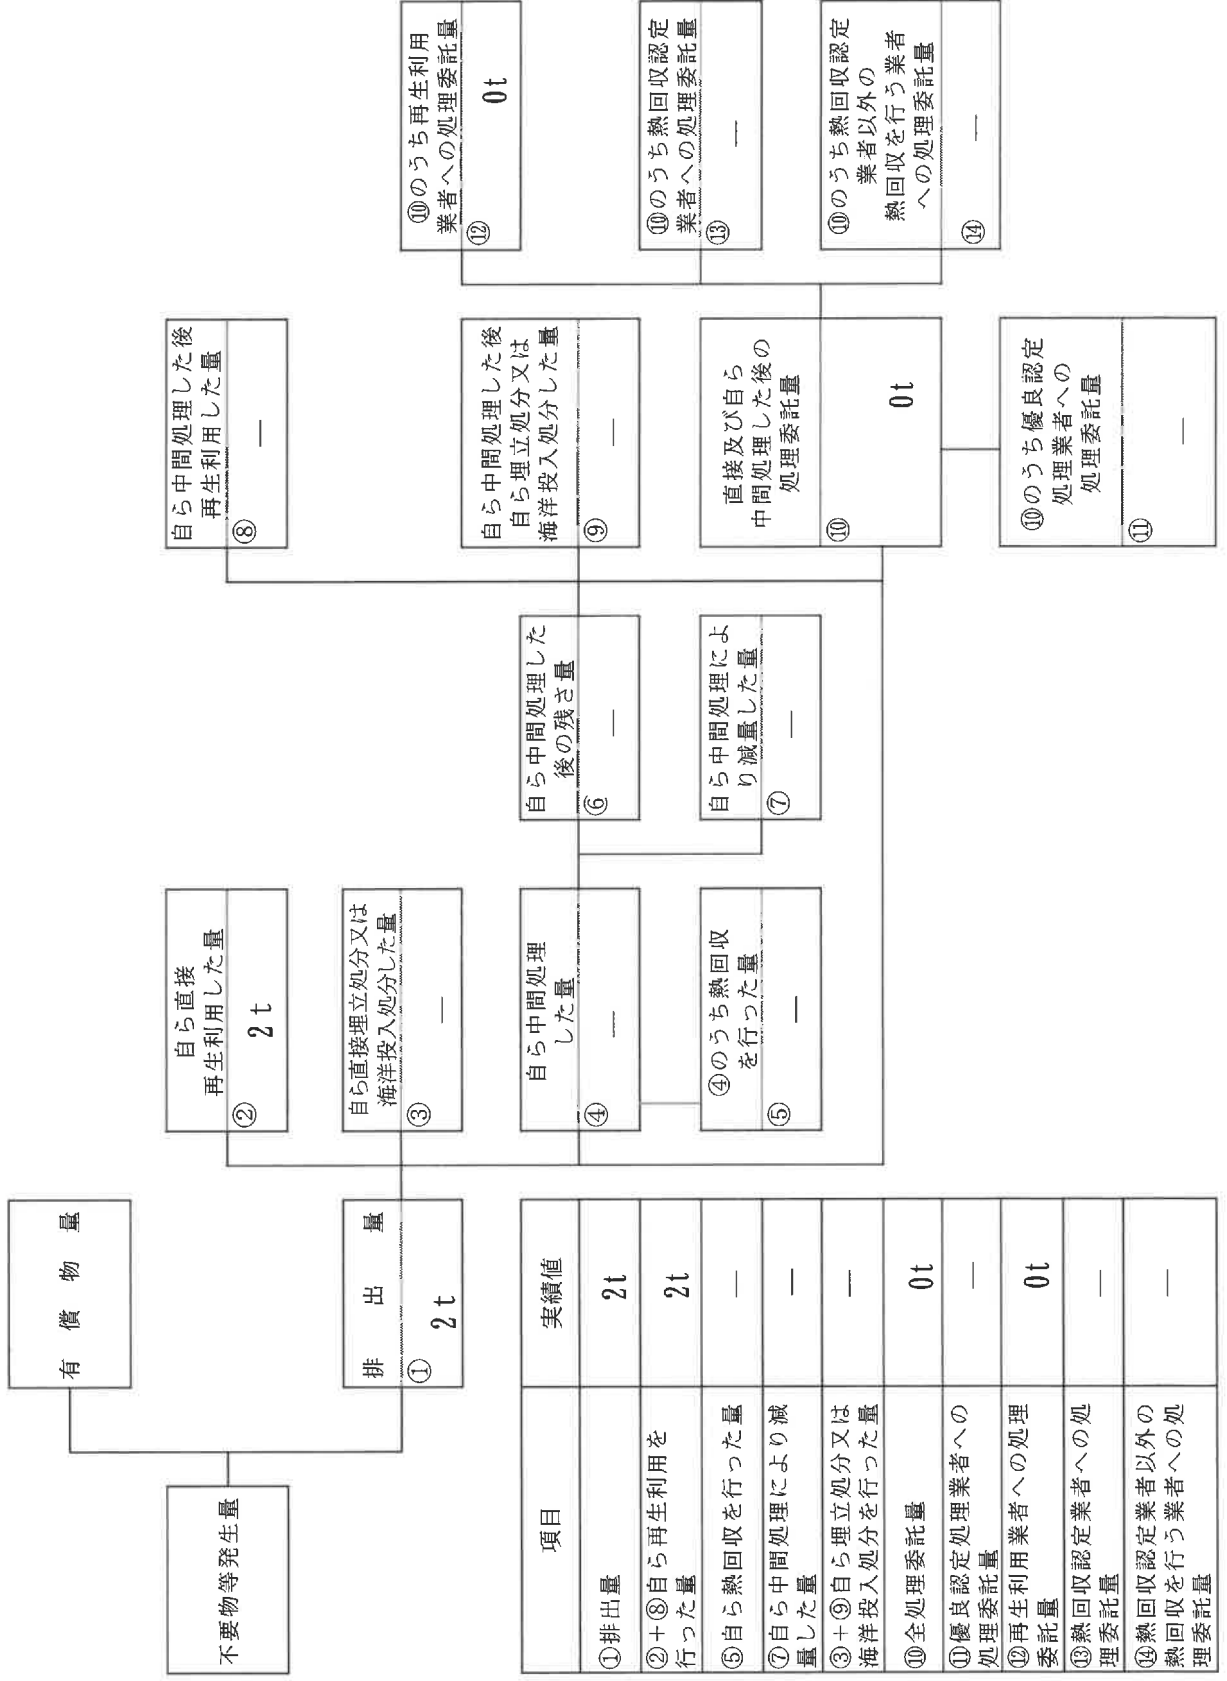 不要物等発生量
有償物量
排出量
①
2t
自ら直接
再生利用した量
②
2t
自ら直接埋立処分又は
海洋投入処分した量
③
―
自ら中間処理
した量
④
―
④のうち熱回収
を行った量
⑤
―
自ら中間処理した
後の残さ量
⑥
―
自ら中間処理によ
り減量した量
⑦
―
自ら中間処理した後
再生利用した量
⑧
―
自ら中間処理した後
自ら埋立処分又は
海洋投入処分した量
⑨
―
直接及び自ら
中間処理した後の
処理委託量
⑩
0t
⑩のうち優良認定
処理業者への
処理委託量
⑪
―
⑩のうち再生利用
業者への処理委託量
⑫
0t
⑩のうち熱回収認定
業者への処理委託量
⑬
―
⑩のうち熱回収認定
業者以外の
熱回収を行う業者
への処理委託量
⑭
―
項目 実績値
①排出量 2t
②+⑧自ら再生利用を
行った量 2t
⑤自ら熱回収を行った量 ―
⑦自ら中間処理により減
量した量 ―
③+⑨自ら埋立処分又は
海洋投入処分を行った量 ―
⑩全処理委託量 0t
⑪優良認定処理業者への
処理委託量 ―
⑫再生利用業者への処理
委託量 0t
⑬熱回収認定業者への処
理委託量 ―
⑭熱回収認定業者以外の
熱回収を行う業者への処
理委託量 ―